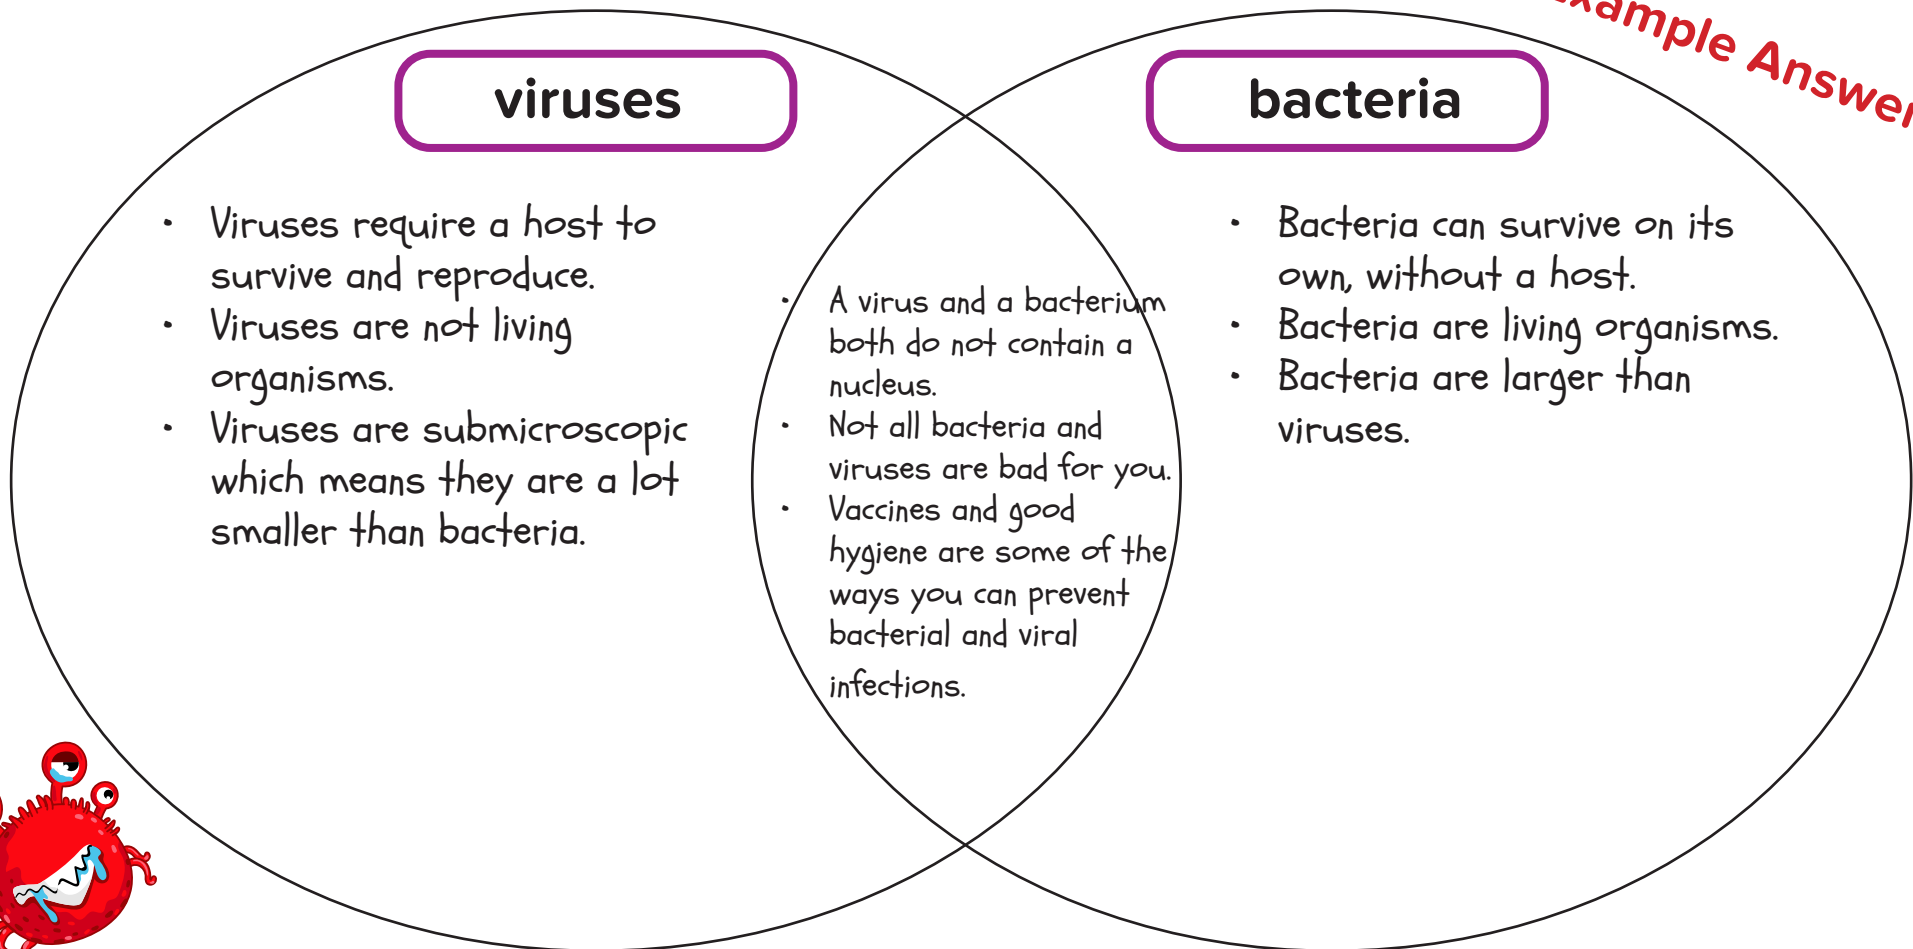 xample Answer
viruses
• Viruses require a host to
survive and reproduce.
• Viruses are not living
organisms.
• Viruses are submicroscopic
which means they are a lot
smaller than bacteria.
• A virus and a bacterium
both do not contain a
nucleus.
• Not all bacteria and
viruses are bad for you.
• Vaccines and good
hygiene are some of the
ways you can prevent
bacterial and viral
infections.
bacteria
• Bacteria can survive on its
own, without a host.
• Bacteria are living organisms.
• Bacteria are larger than
viruses.